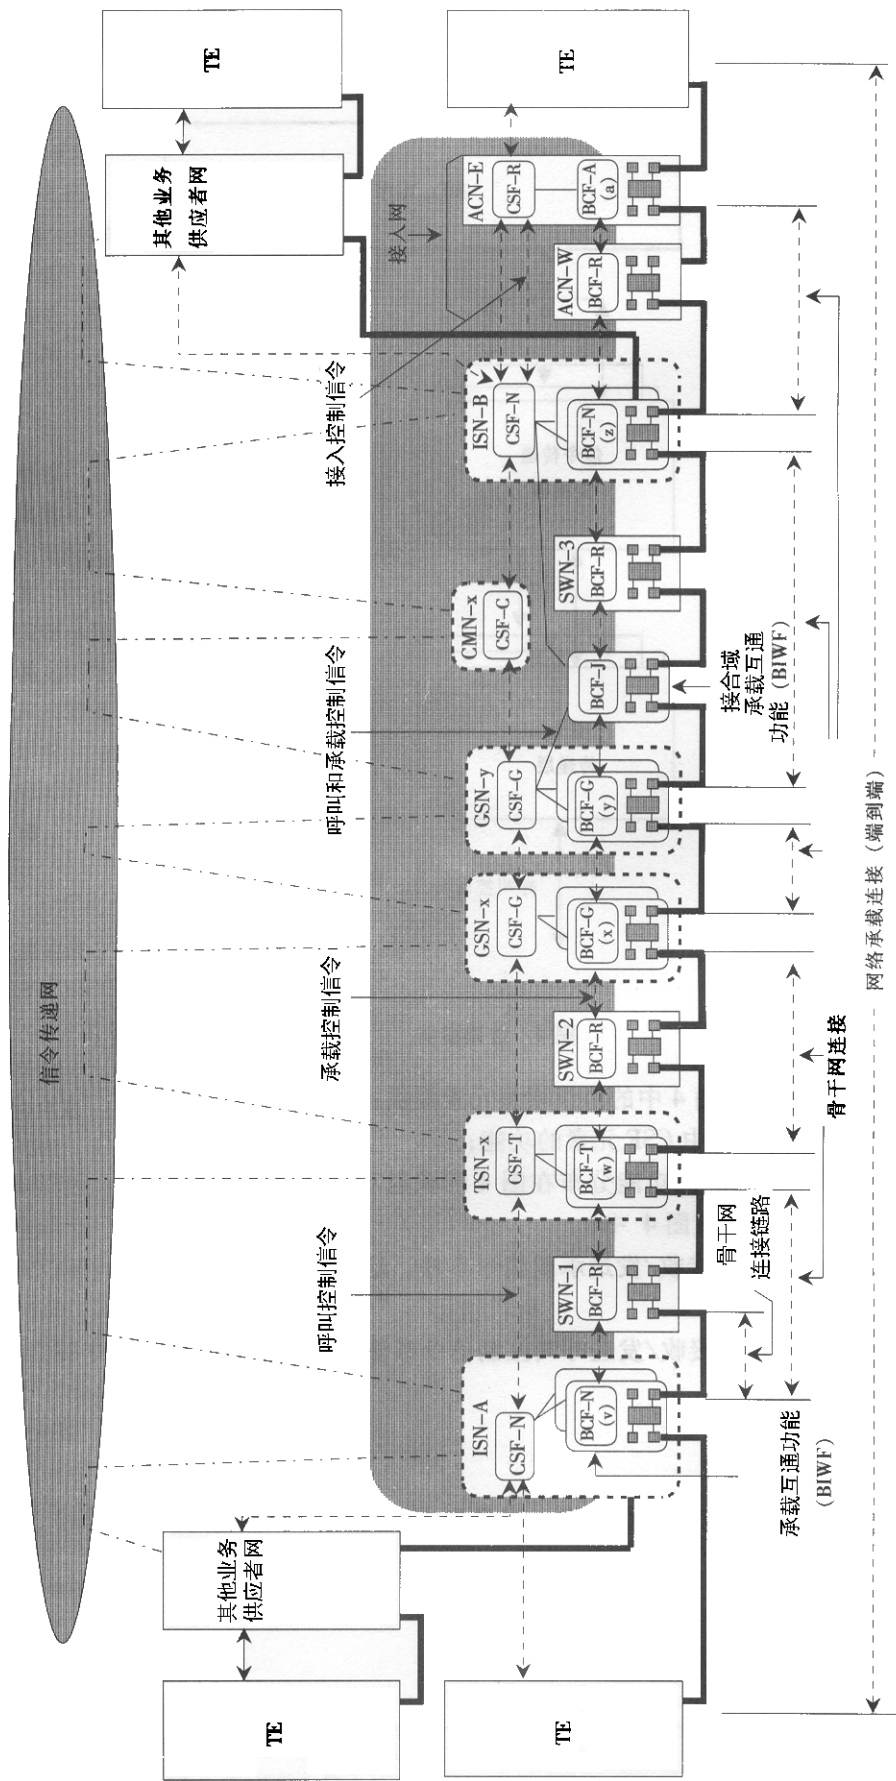 信令传递网
TE
其他业务
供应者网
其他业务
供应者网
TE
呼叫控制信令
承载控制信令
呼叫和承载控制信令
接入控制信令
接入网
TE
ISN-A
CSF-N
BCF-N
(v)
SWN-1
BCF-R
TSN-x
CSF-T
BCF-T
(w)
SWN-2
BCF-R
GSN-x
CSF-G
BCF-G
(x)
GSN-y
CSF-G
BCF-G
(y)
CMN-x
CSF-C
BCF-J
SWN-3
BCF-R
ISN-B
CSF-N
BCF-N
(z)
ACN-W
BCF-R
ACN-E
CSF-R
BCF-A
(a)
TE
承载互通功能
(BIWF)
骨干网
连接链路
接合域
承载互通
功能(BIWF)
骨干网连接
网络承载连接(端到端)